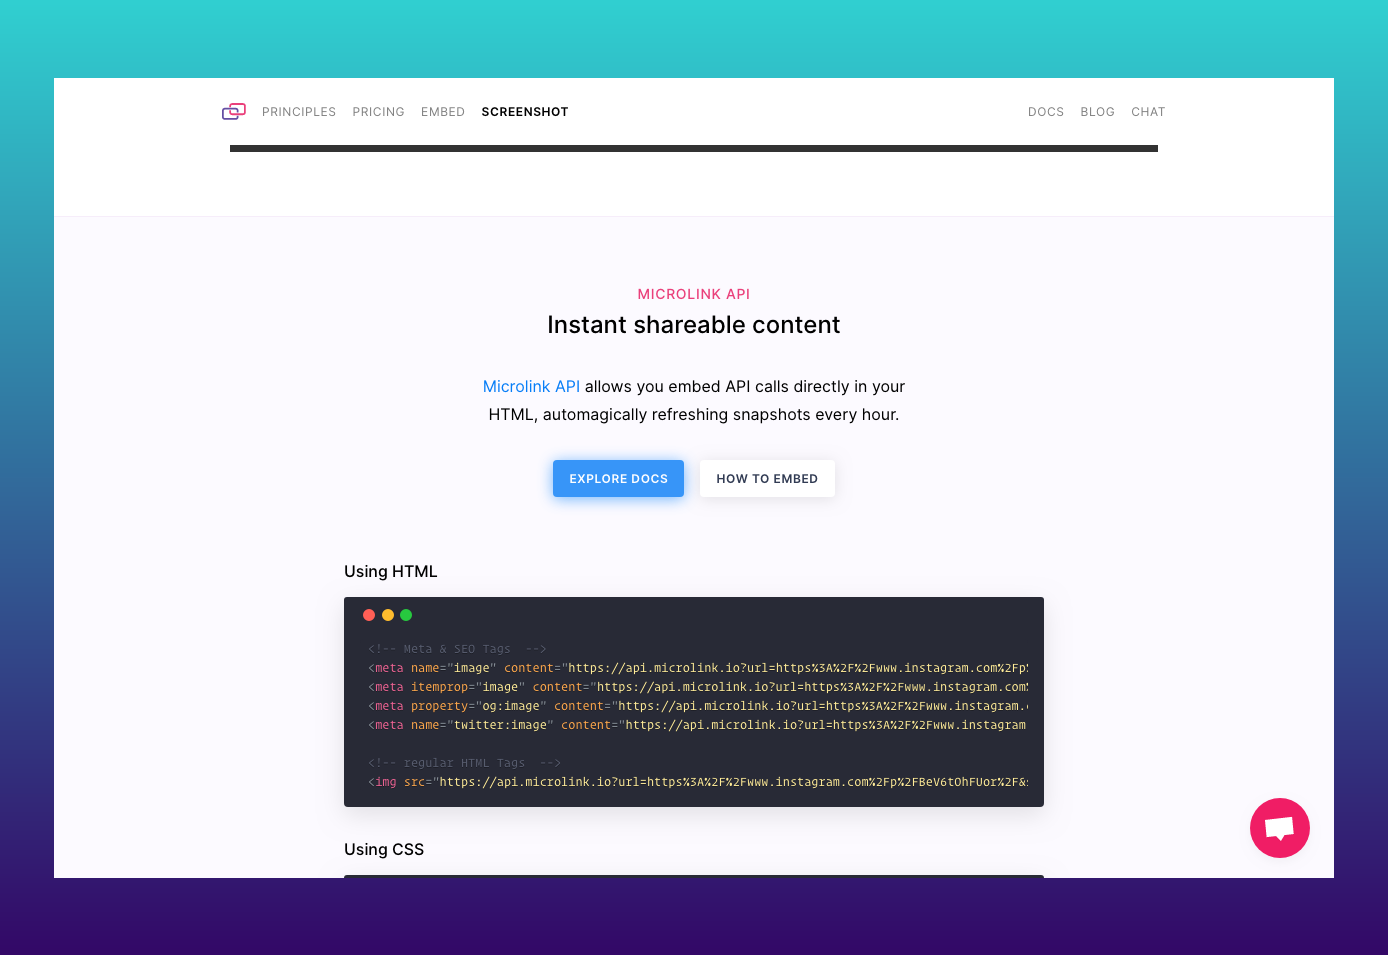 PRINCIPLES PRICING EMBED SCREENSHOT DOCS BLOG CHAT
MICROLINK API
Instant shareable content
Microlink API allows you embed API calls directly in your
HTML, automagically refreshing snapshots every hour.
EXPLORE DOCS HOW TO EMBED
Using HTML
<!-- Meta & SEO Tags  -->
<meta name="image" content="https://api.microlink.io?url=https%3A%2F%2Fwww.instagram.com%2Fp%
<meta itemprop="image" content="https://api.microlink.io?url=https%3A%2F%2Fwww.instagram.com%
<meta property="og:image" content="https://api.microlink.io?url=https%3A%2F%2Fwww.instagram.
<meta name="twitter:image" content="https://api.microlink.io?url=https%3A%2F%2Fwww.instagram
<!-- regular HTML Tags  -->
<img src="https://api.microlink.io?url=https%3A%2F%2Fwww.instagram.com%2Fp%2FBeV6tOhFUor%2F&
Using CSS